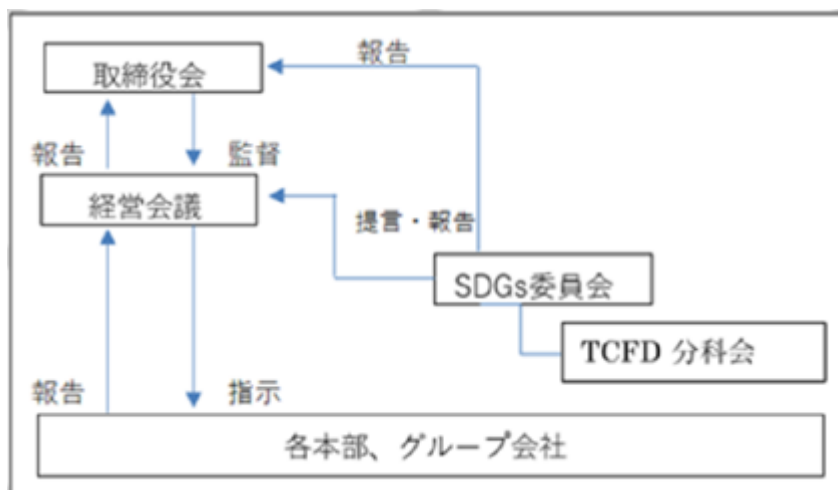 報告
取締役会
報告
監督
経営会議
提言・報告
SDGs委員会
TCFD 分科会
報告
指示
各本部、グループ会社